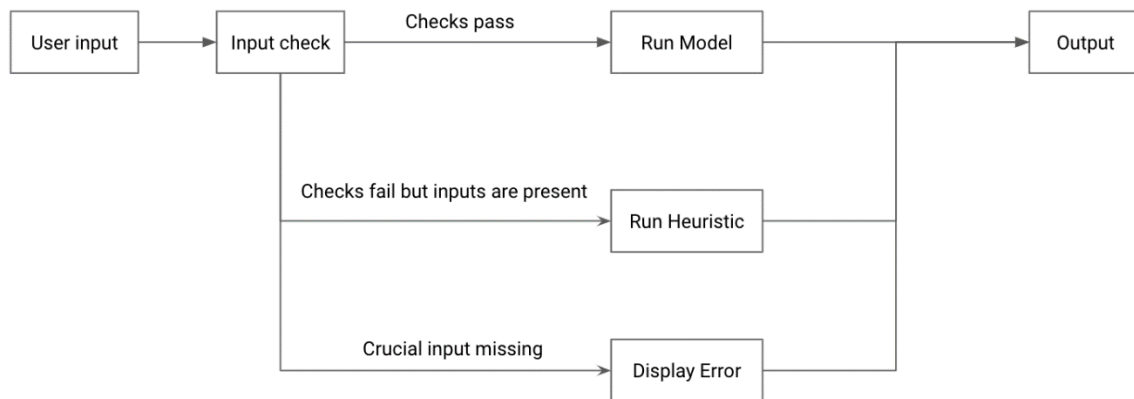 Checks pass
User input
Input check
Run Model
Output
Checks fail but inputs are present
Run Heuristic
Crucial input missing
Display Error